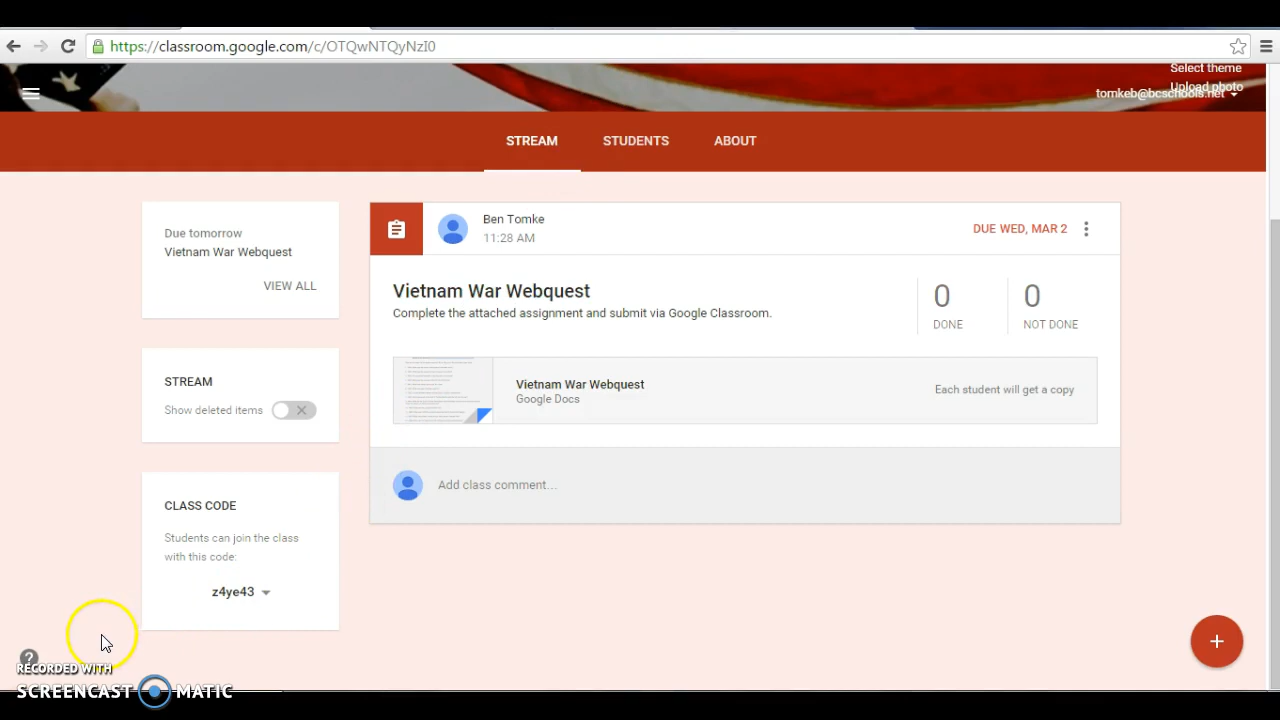 https://classroom.google.com/c/OTQwNTQyNzI0
Select theme
Upload photo
tomkeb@bcschools.net
STREAM
STUDENTS
ABOUT
Due tomorrow
Vietnam War Webquest
VIEW ALL
STREAM
Show deleted items
CLASS CODE
Students can join the class
with this code:
z4ye43
Ben Tomke
11:28 AM
DUE WED, MAR 2
Vietnam War Webquest
Complete the attached assignment and submit via Google Classroom.
0
DONE
0
NOT DONE
Vietnam War Webquest
Google Docs
Each student will get a copy
Add class comment...
+
?
RECORDED WITH
SCREENCAST MATIC